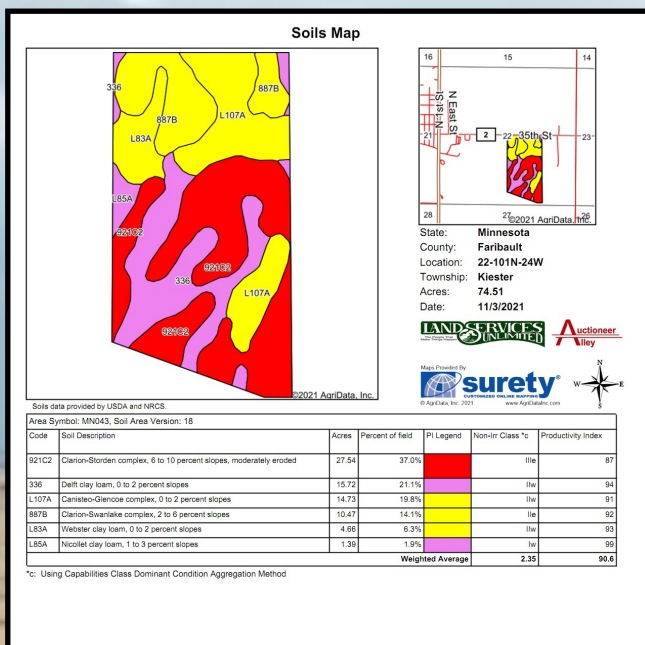 Soils Map
336
887B
887B
L107A
L83A
L85A
921C2
921C2
336
L107A
921C2
©2021 AgriData, Inc.
Soils data provided by USDA and NRCS.
16 15 14
N 1st St
N East St
21 2 22 35th St 23
28 27 26
©2021 AgriData, Inc.
State: Minnesota
County: Faribault
Location: 22-101N-24W
Township: Kiester
Acres: 74.51
Date: 11/3/2021
LAND SERVICES
UNLIMITED
Auctioneer
Alley
Maps Provided By
surety®
CUSTOMIZED ONLINE MAPPING
© AgriData, Inc. 2021 www.AgriDataInc.com
N
W E
S
Area Symbol: MN043, Soil Area Version: 18
Code Soil Description Acres Percent of field PI Legend Non-Irr Class *c Productivity Index
921C2 Clarion-Storden complex, 6 to 10 percent slopes, moderately eroded 27.54 37.0% IIIe 87
336 Delft clay loam, 0 to 2 percent slopes 15.72 21.1% IIw 94
L107A Canisteo-Glencoe complex, 0 to 2 percent slopes 14.73 19.8% IIw 91
887B Clarion-Swanlake complex, 2 to 6 percent slopes 10.47 14.1% IIe 92
L83A Webster clay loam, 0 to 2 percent slopes 4.66 6.3% IIw 93
L85A Nicollet clay loam, 1 to 3 percent slopes 1.39 1.9% Iw 99
Weighted Average 2.35 90.6
*c: Using Capabilities Class Dominant Condition Aggregation Method